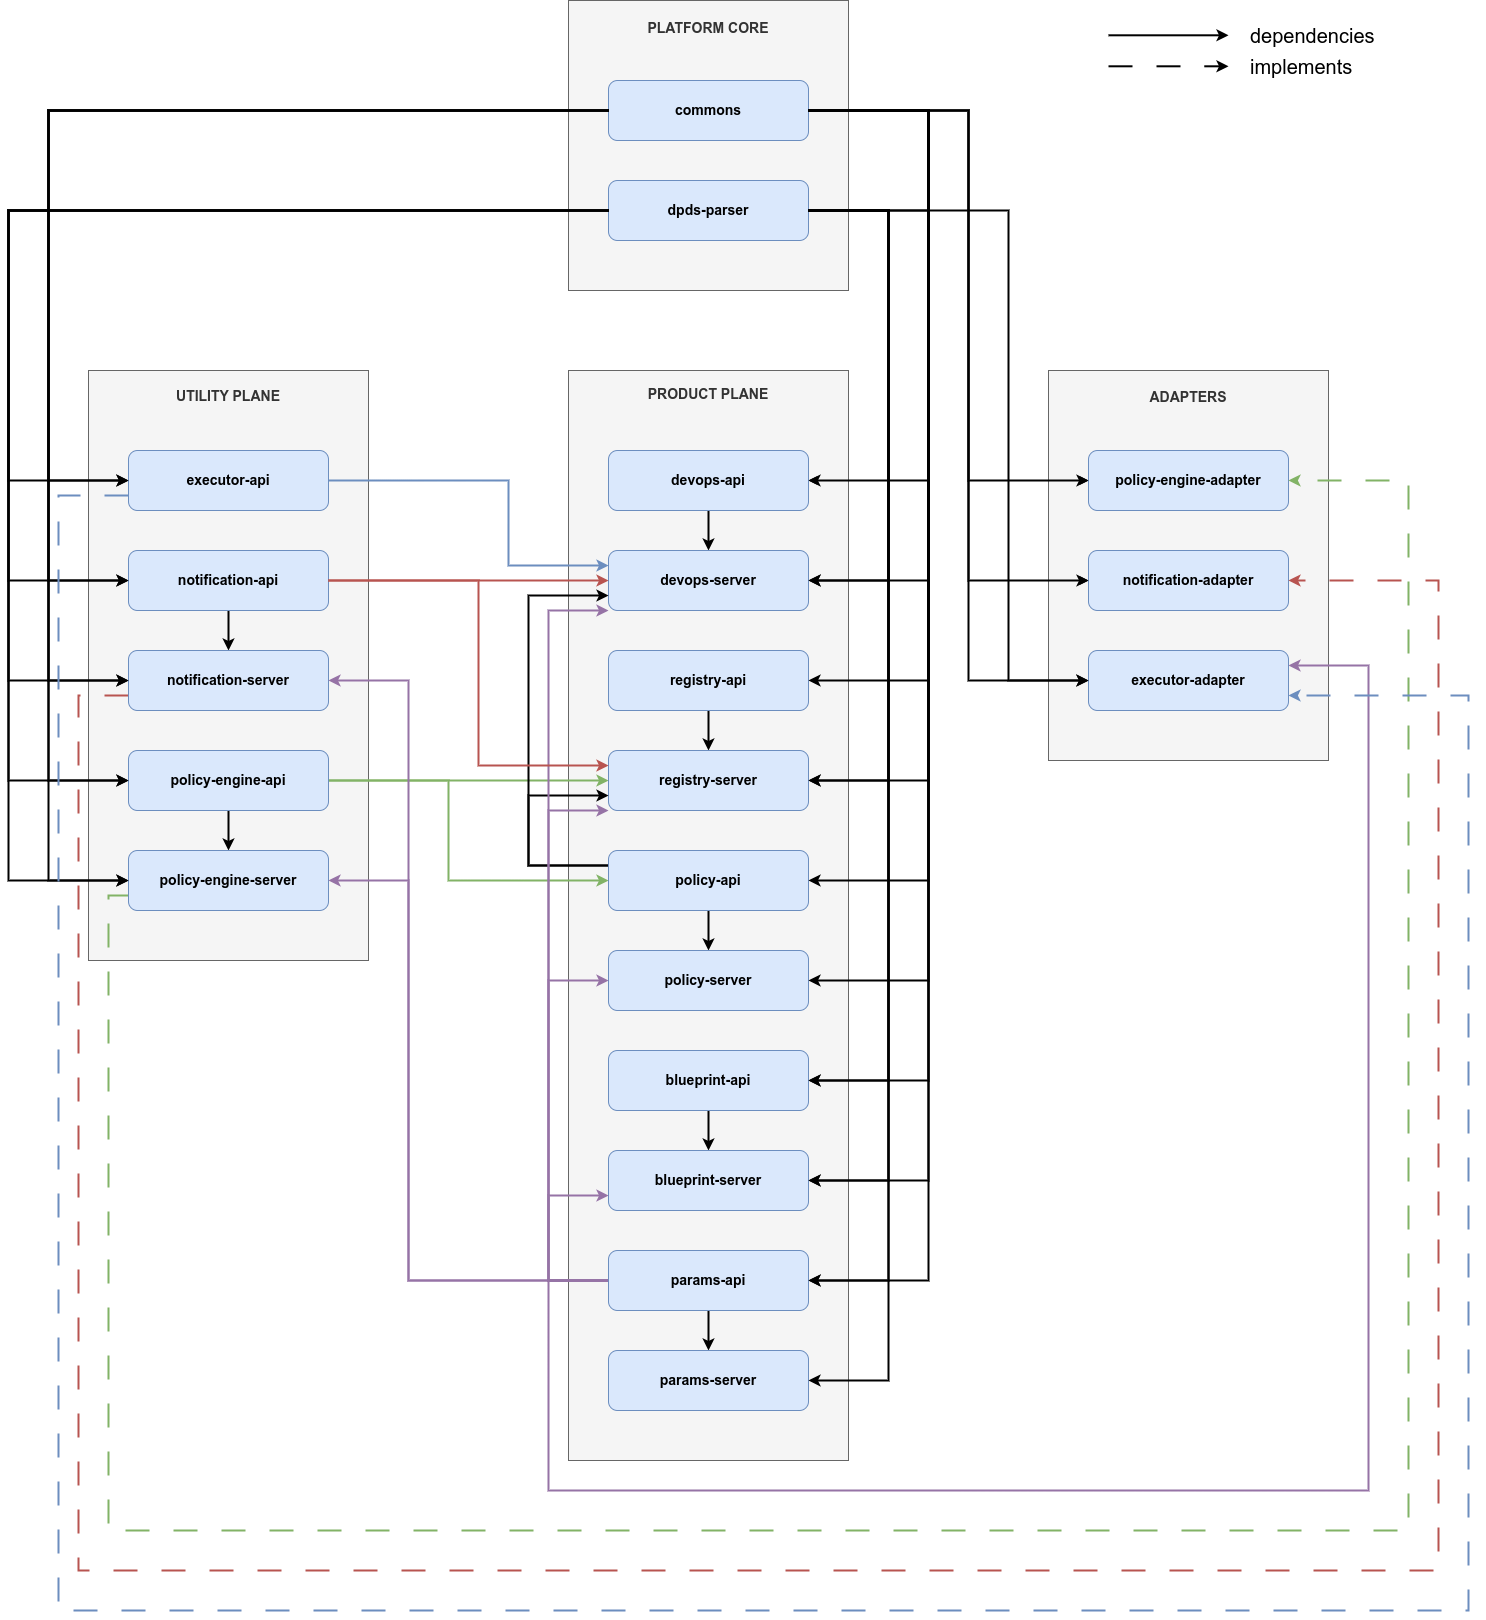 PLATFORM CORE
dependencies
implements
commons
dpds-parser
UTILITY PLANE
executor-api
notification-api
notification-server
policy-engine-api
policy-engine-server
PRODUCT PLANE
devops-api
devops-server
registry-api
registry-server
policy-api
policy-server
blueprint-api
blueprint-server
params-api
params-server
ADAPTERS
policy-engine-adapter
notification-adapter
executor-adapter